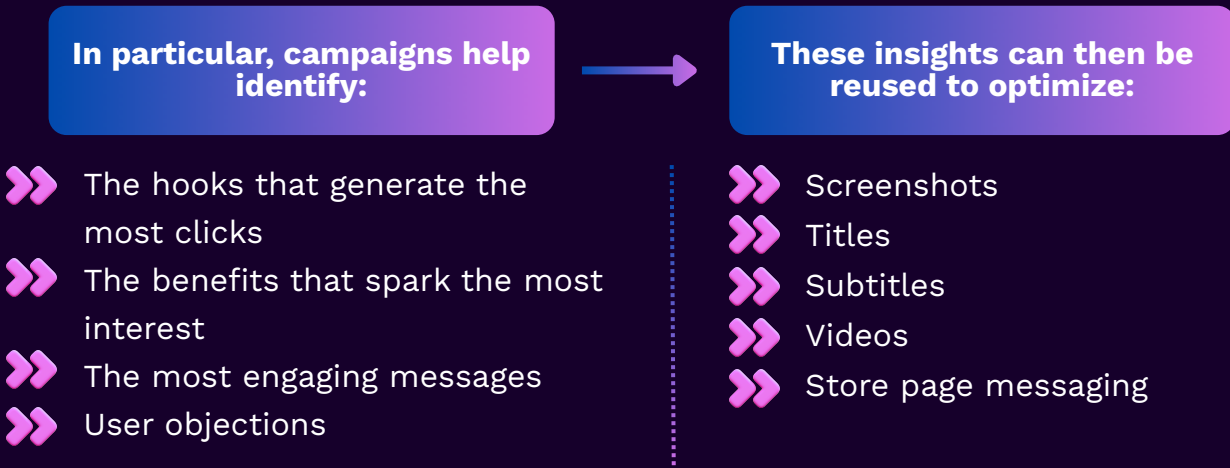 In particular, campaigns help
identify:
The hooks that generate the
most clicks
The benefits that spark the most
interest
The most engaging messages
User objections
These insights can then be
reused to optimize:
Screenshots
Titles
Subtitles
Videos
Store page messaging